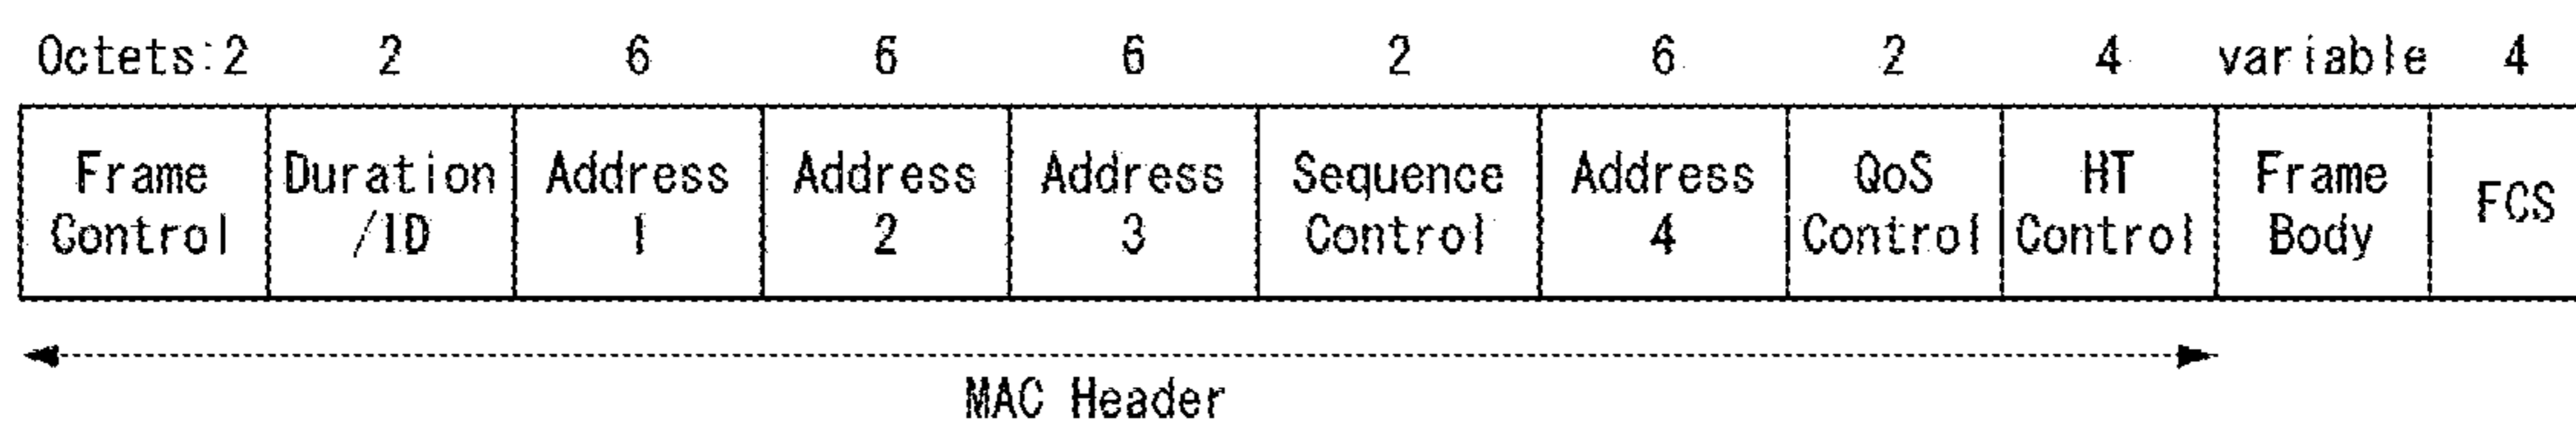 Octets:2 2 6 6 6 2 6 2 4 variable 4
Frame Duration Address Address Address Sequence Address QoS HT Frame FCS
Control /ID 1 2 3 Control 4 Control Control Body
MAC Header